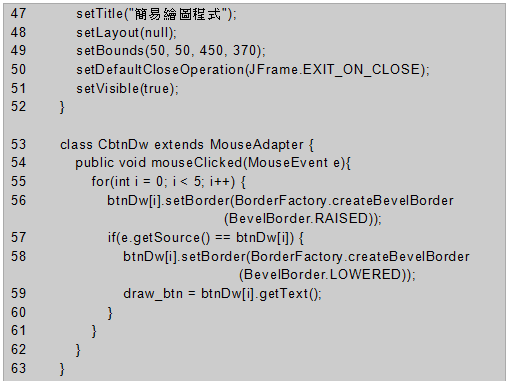 47 setTitle("簡易繪圖程式");
48 setLayout(null);
49 setBounds(50, 50, 450, 370);
50 setDefaultCloseOperation(JFrame.EXIT_ON_CLOSE);
51 setVisible(true);
52 }
53 class CbtnDw extends MouseAdapter {
54 public void mouseClicked(MouseEvent e){
55 for(int i = 0; i < 5; i++) {
56 btnDw[i].setBorder(BorderFactory.createBevelBorder
(BevelBorder.RAISED));
57 if(e.getSource() == btnDw[i]) {
58 btnDw[i].setBorder(BorderFactory.createBevelBorder
(BevelBorder.LOWERED));
59 draw_btn = btnDw[i].getText();
60 }
61 }
62 }
63 }